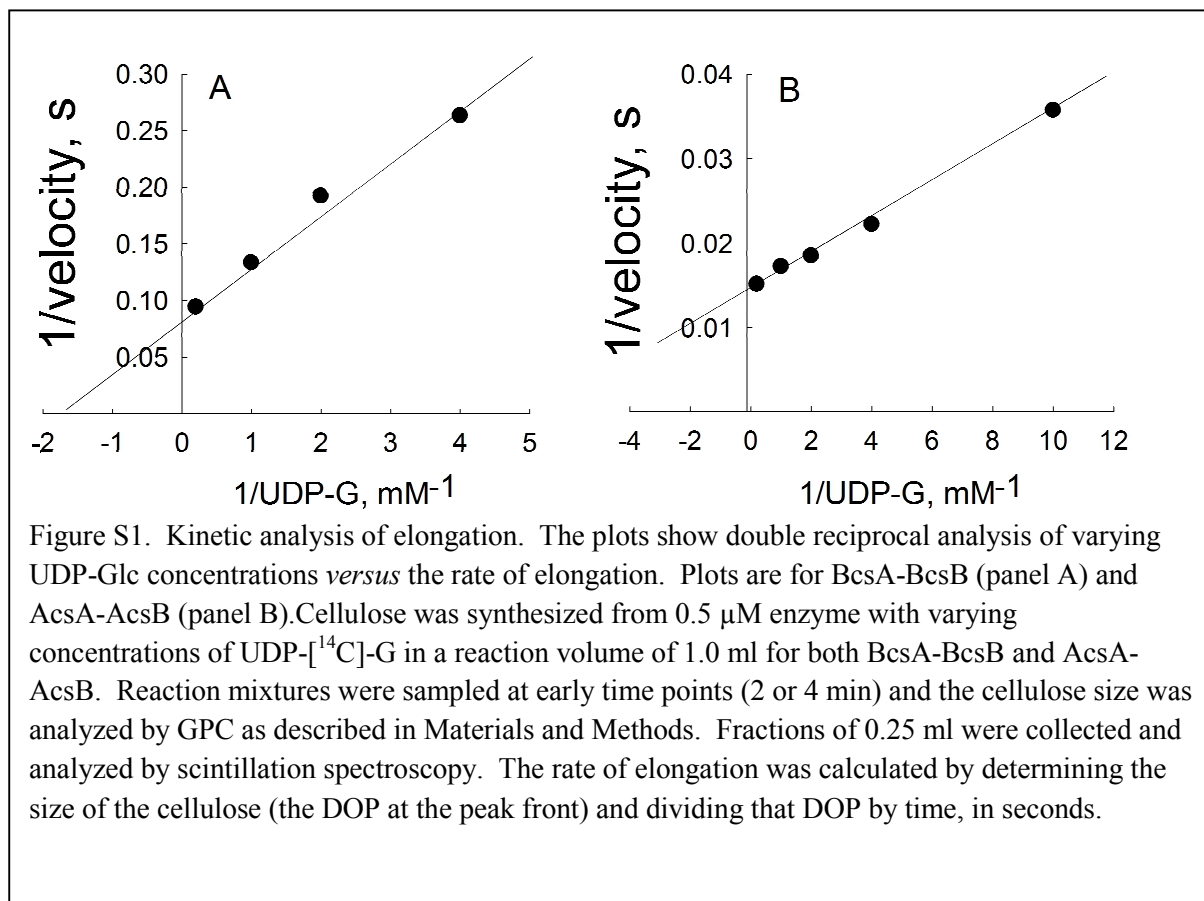 A
1/velocity, s
0.30
0.25
0.20
0.15
0.10
0.05
-2 -1 0 1 2 3 4 5
1/UDP-G, mM-1
B
1/velocity, s
0.04
0.03
0.02
0.01
-4 -2 0 2 4 6 8 10 12
1/UDP-G, mM-1
Figure S1. Kinetic analysis of elongation. The plots show double reciprocal analysis of varying
UDP-Glc concentrations versus the rate of elongation. Plots are for BcsA-BcsB (panel A) and
AcsA-AcsB (panel B).Cellulose was synthesized from 0.5 µM enzyme with varying
concentrations of UDP-[14C]-G in a reaction volume of 1.0 ml for both BcsA-BcsB and AcsA-
AcsB. Reaction mixtures were sampled at early time points (2 or 4 min) and the cellulose size was
analyzed by GPC as described in Materials and Methods. Fractions of 0.25 ml were collected and
analyzed by scintillation spectroscopy. The rate of elongation was calculated by determining the
size of the cellulose (the DOP at the peak front) and dividing that DOP by time, in seconds.